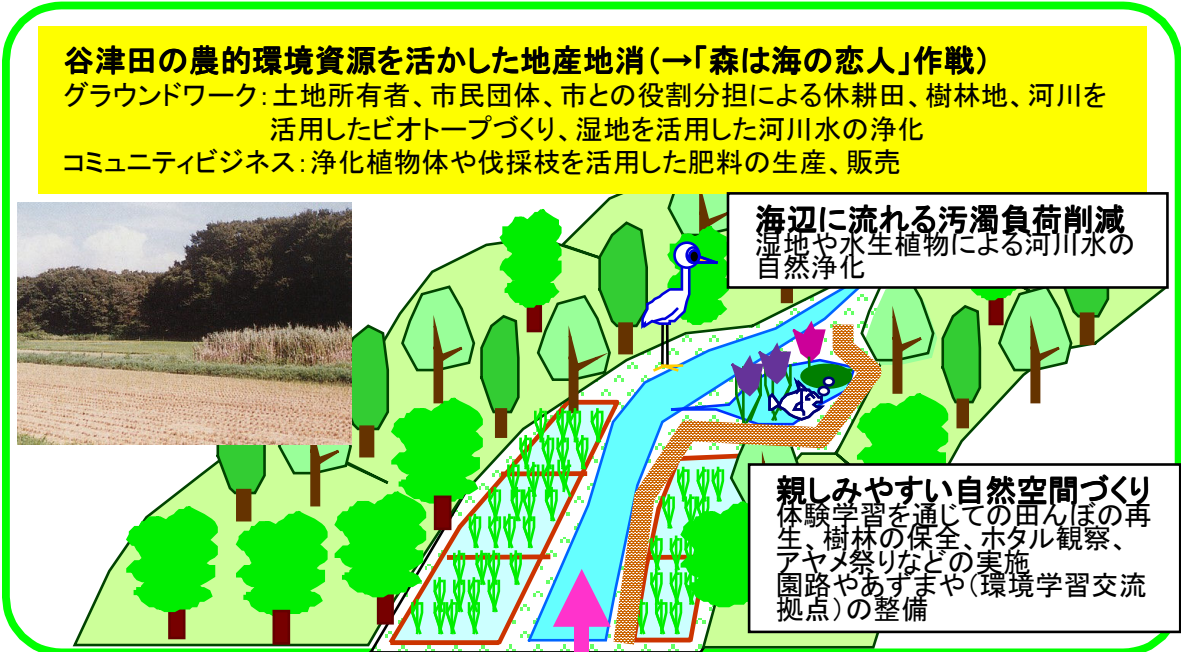 谷津田の農的環境資源を活かした地産地消(→「森は海の恋人」作戦)
グラウンドワーク:土地所有者、市民団体、市との役割分担による休耕田、樹林地、河川を
活用したビオトープづくり、湿地を活用した河川水の浄化
コミュニティビジネス:浄化植物体や伐採枝を活用した肥料の生産、販売
海辺に流れる汚濁負荷削減
湿地や水生植物による河川水の
自然浄化
親しみやすい自然空間づくり
体験学習を通じての田んぼの再
生、樹林の保全、ホタル観察、
アヤメ祭りなどの実施
園路やあずまや(環境学習交流
拠点)の整備